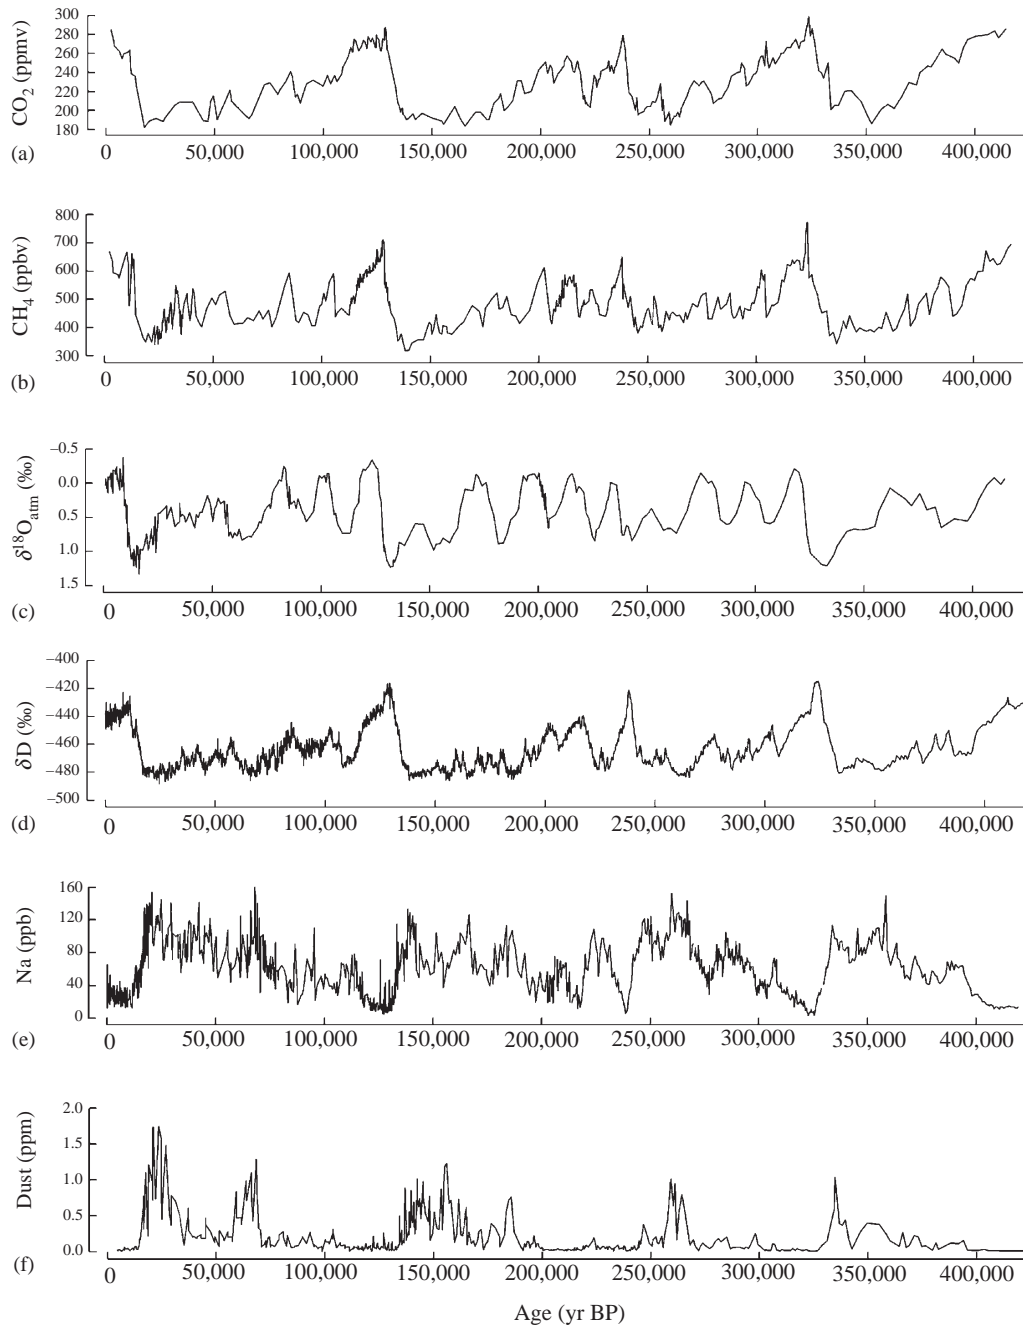 300
280
260
240
220
200
180
CO2 (ppmv)
(a)
0 50,000 100,000 150,000 200,000 250,000 300,000 350,000 400,000
800
700
600
500
400
300
CH4 (ppbv)
(b)
0 50,000 100,000 150,000 200,000 250,000 300,000 350,000 400,000
–0.5
0.0
0.5
1.0
1.5
δ18Oatm (‰)
(c)
0 50,000 100,000 150,000 200,000 250,000 300,000 350,000 400,000
–400
–420
–440
–460
–480
–500
δD (‰)
(d)
0 50,000 100,000 150,000 200,000 250,000 300,000 350,000 400,000
160
120
80
40
0
Na (ppb)
(e)
0 50,000 100,000 150,000 200,000 250,000 300,000 350,000 400,000
2.0
1.5
1.0
0.5
0.0
Dust (ppm)
(f)
0 50,000 100,000 150,000 200,000 250,000 300,000 350,000 400,000
Age (yr BP)